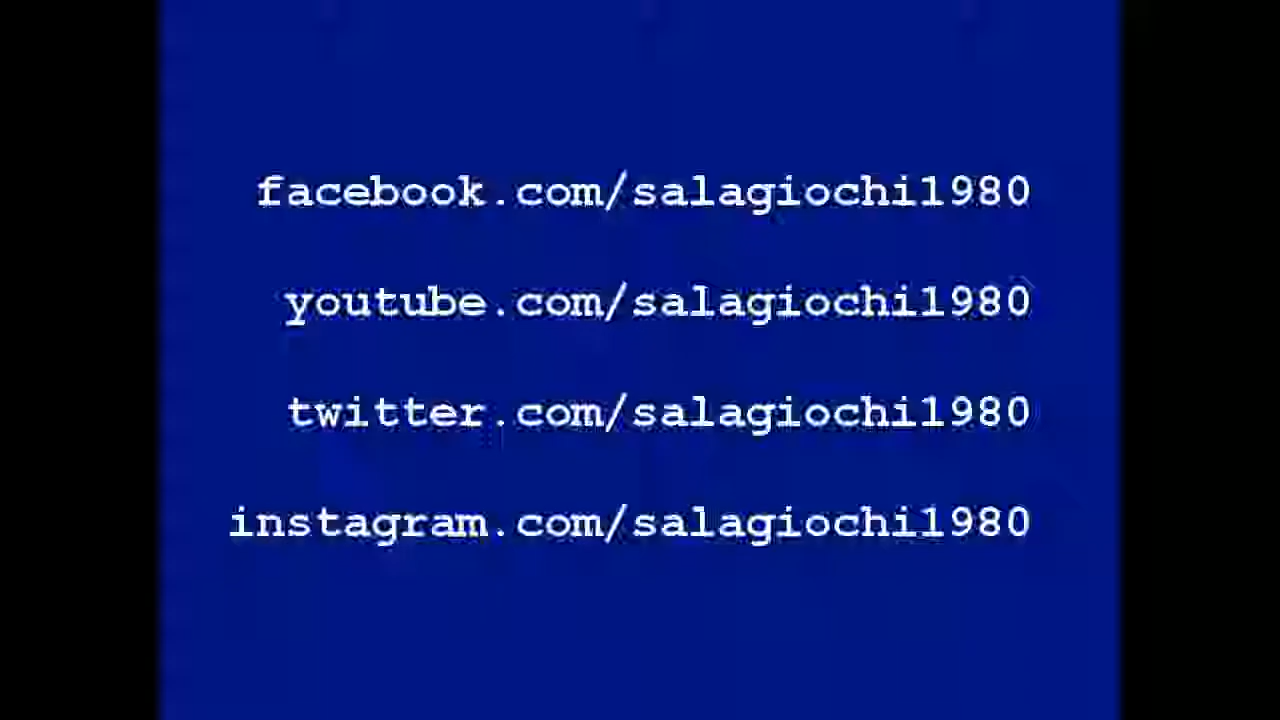 facebook.com/salagiochi1980
youtube.com/salagiochi1980
twitter.com/salagiochi1980
instagram.com/salagiochi1980